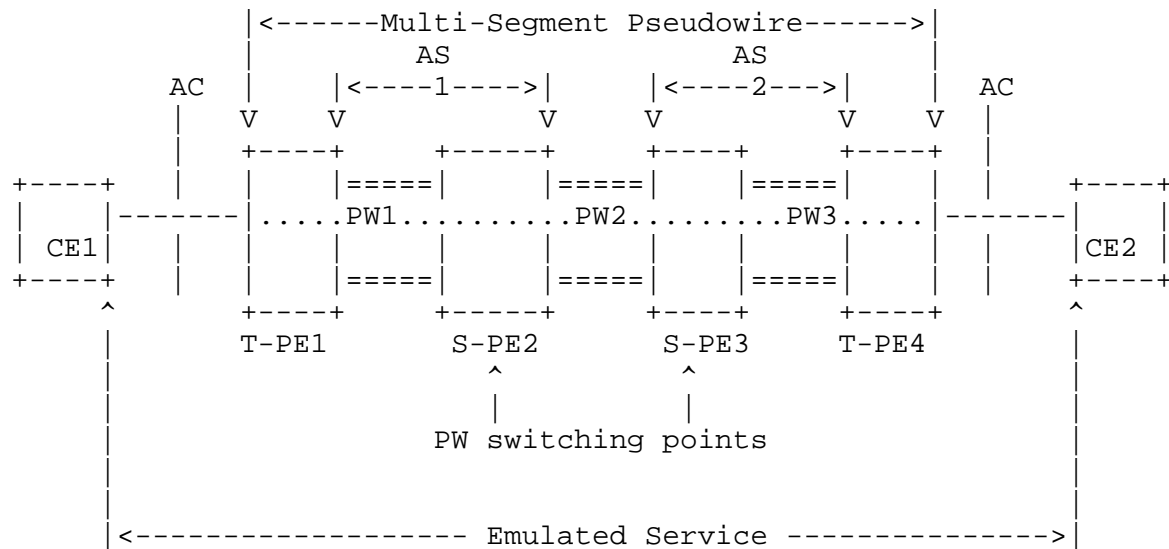 |<------Multi-Segment Pseudowire------>|
AS AS
AC |<----1---->| |<----2--->| AC
V V V V V V
+----+ +-----+ +----+ +----+
+----+ |=====| |=====| |=====| +----+
|-------|.....PW1..........PW2.........PW3.....|-------|
CE1| | | | | | | | | |CE2
+----+ |=====| |=====| |=====| +----+
^ +----+ +-----+ +----+ +----+ ^
T-PE1 S-PE2 S-PE3 T-PE4
^ ^
PW switching points
|<------------------- Emulated Service --------------->|